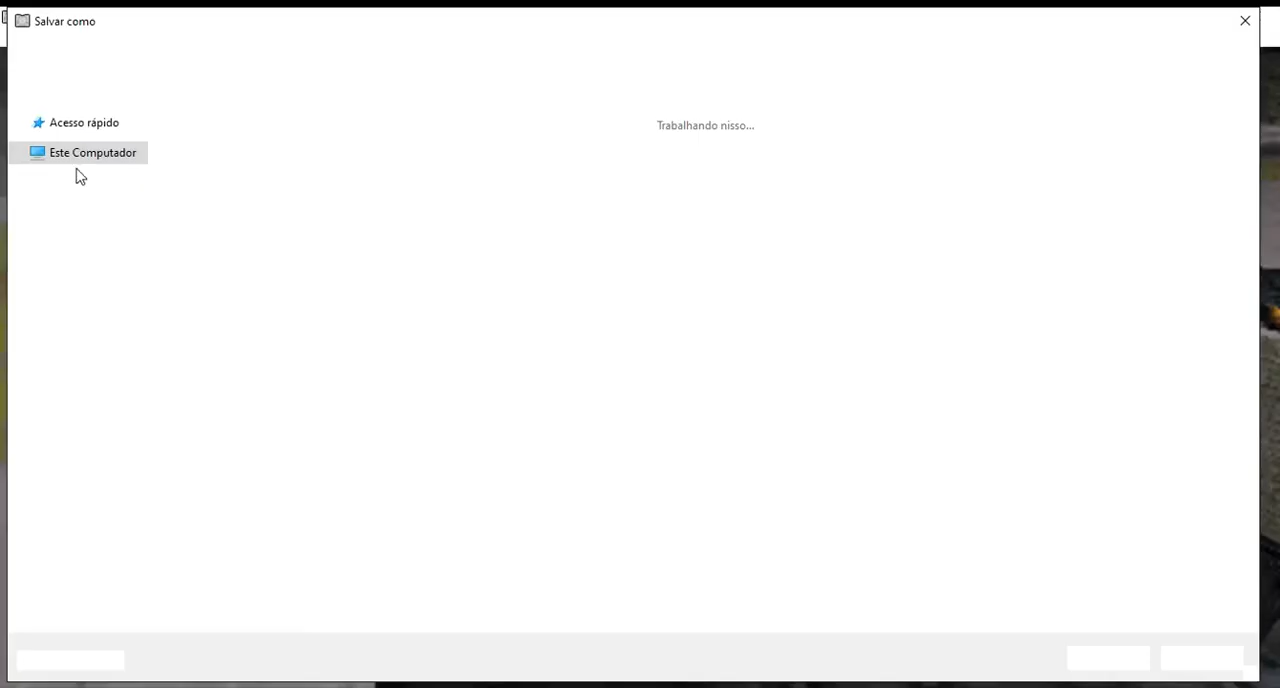 Salvar como
Acesso rápido
Trabalhando nisso...
Este Computador